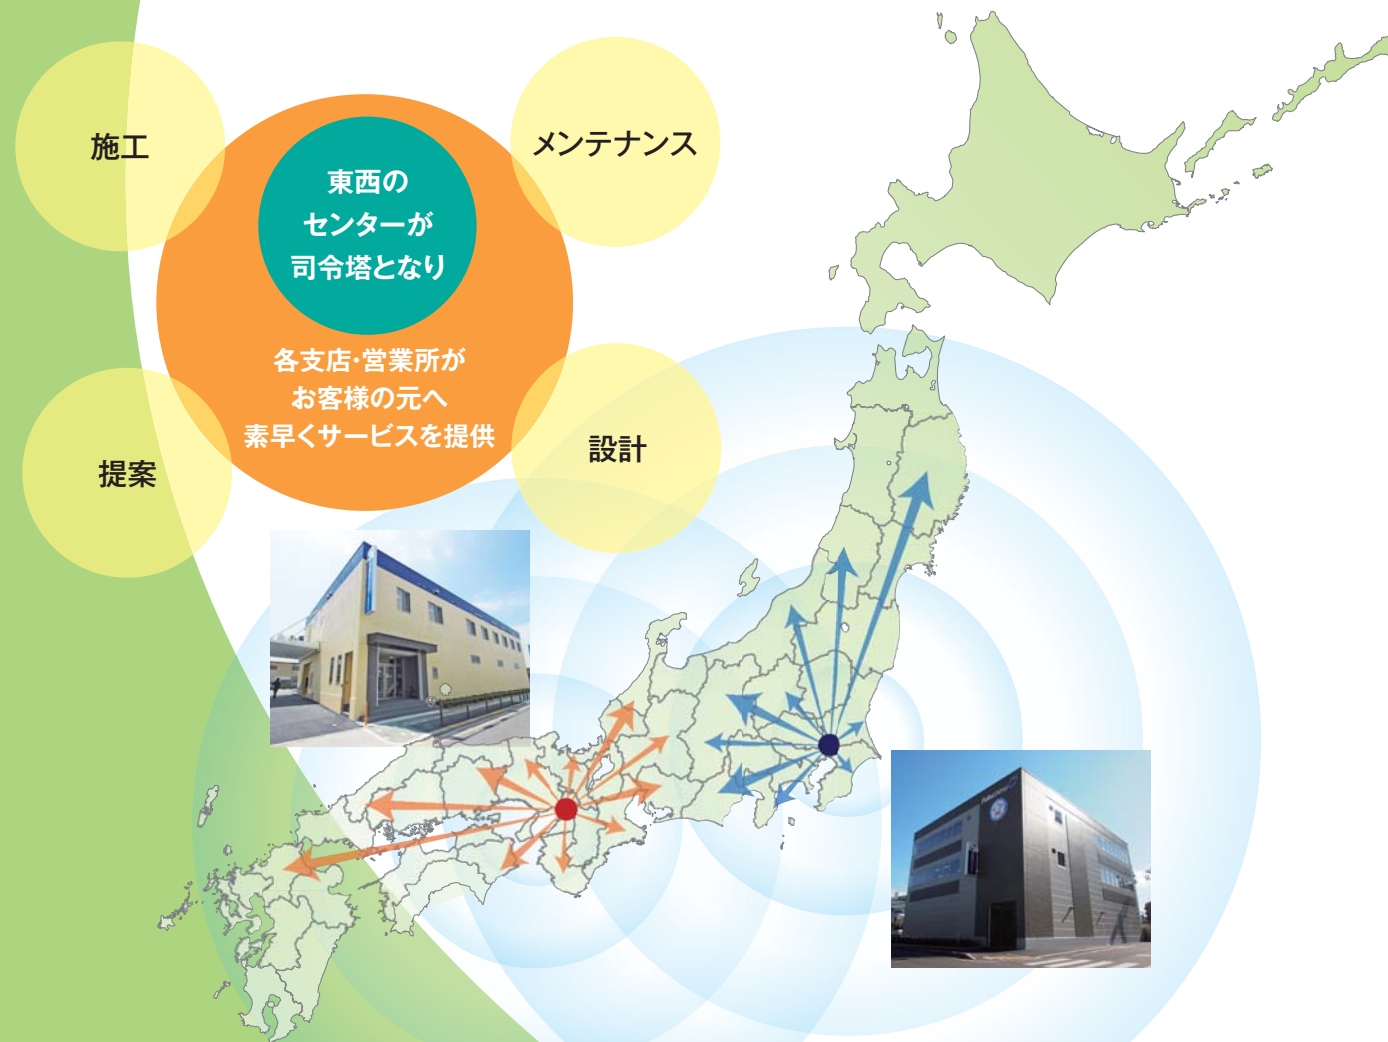 施工
メンテナンス
東西の
センターが
司令塔となり
各支店・営業所が
お客様の元へ
素早くサービスを提供
提案
設計